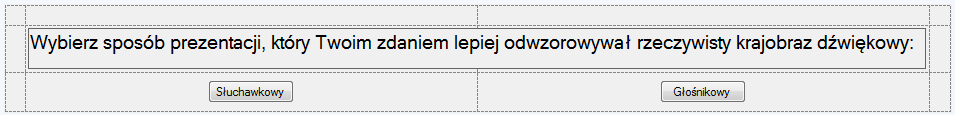 Wybierz sposób prezentacji, który Twoim zdaniem lepiej odwzorowywał rzeczywisty krajobraz dźwiękowy:
Słuchawkowy Głośnikowy